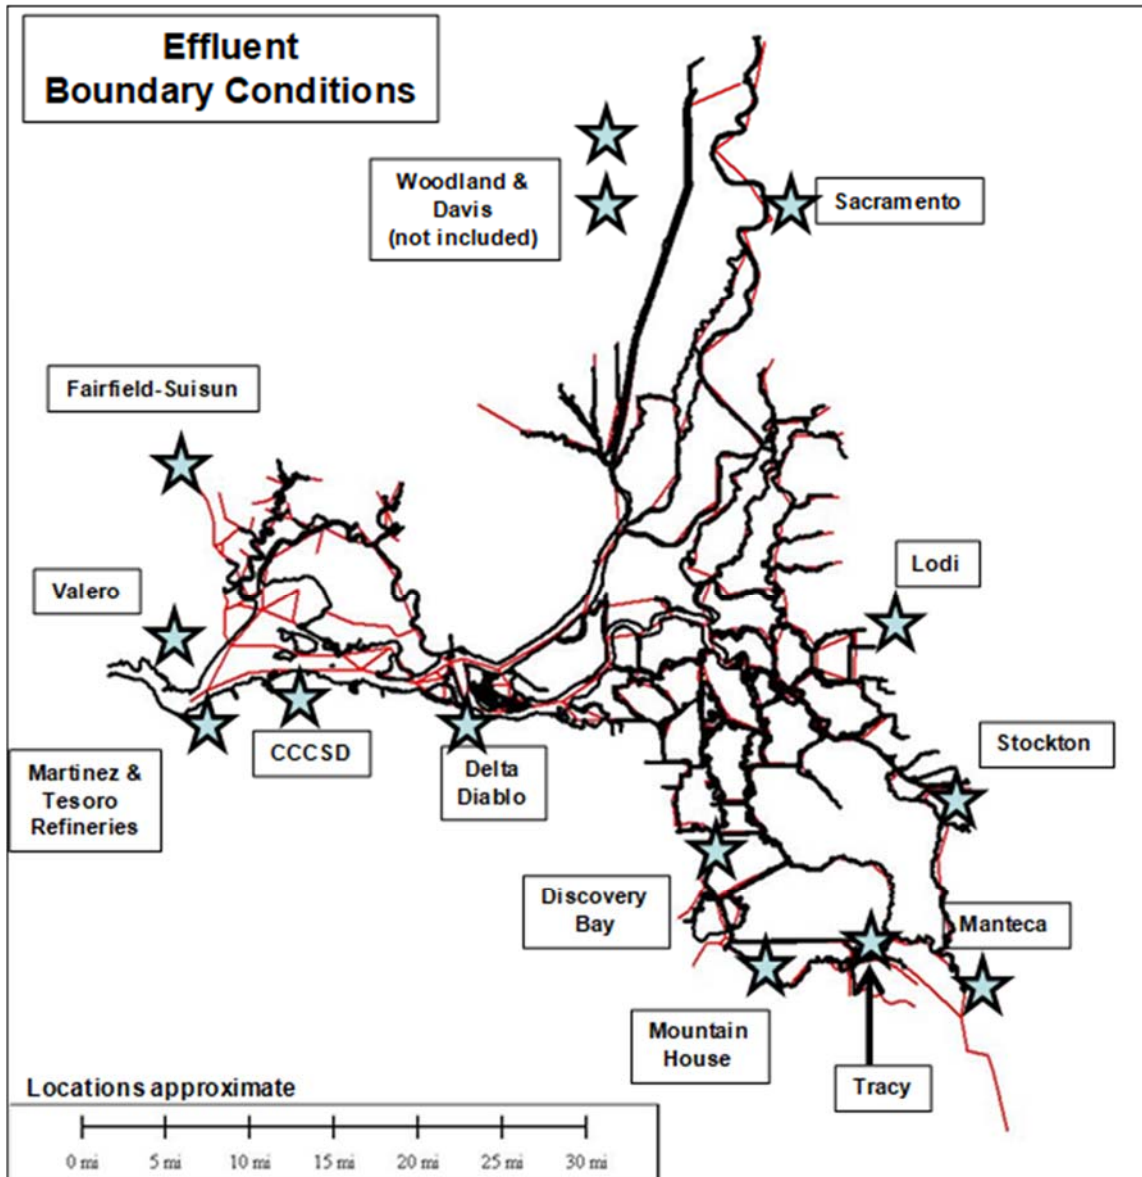 Effluent
Boundary Conditions
Woodland &
Davis
(not included)
Sacramento
Fairfield-Suisun
Valero
Lodi
CCCSD
Stockton
Martinez &
Tesoro
Refineries
Delta
Diablo
Discovery
Bay
Manteca
Mountain
House
Tracy
Locations approximate
0 mi 5 mi 10 mi 15 mi 20 mi 25 mi 30 mi